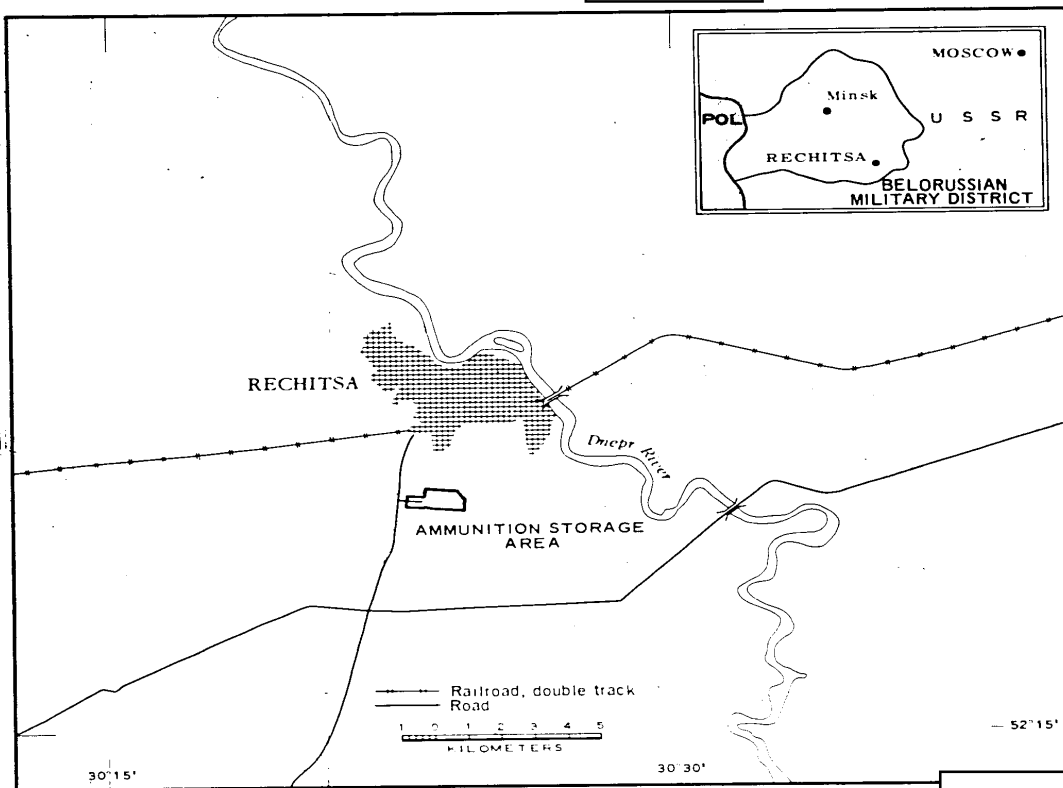 MOSCOW
Minsk
POL
U S S R
RECHITSA
BELORUSSIAN
MILITARY DISTRICT
RECHITSA
Dnepr River
AMMUNITION STORAGE
AREA
Railroad, double track
Road
1 0 1 2 3 4 5
KILOMETERS
52°15'
30°15'
30°30'